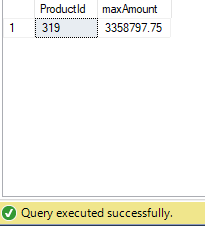 ProductId maxAmount
1 319 3358797.75
Query executed successfully.